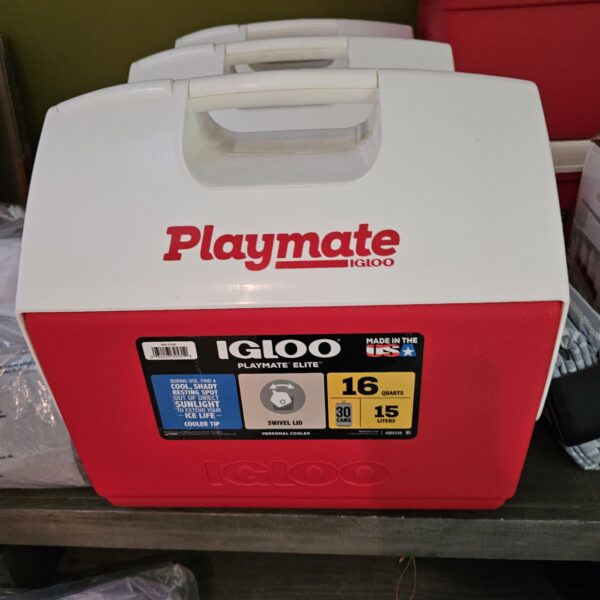 Playmate
IGLOO
IGLOO
PLAYMATE ELITE™
MADE IN THE
USA
DURING USE, FIND A
COOL, SHADY
RESTING SPOT
OUT OF DIRECT
SUNLIGHT
TO EXTEND YOUR
— ICE LIFE —
COOLER TIP
SWIVEL LID
16 QUARTS
30
CANS
15
LITERS
PERSONAL COOLER
IGLOO